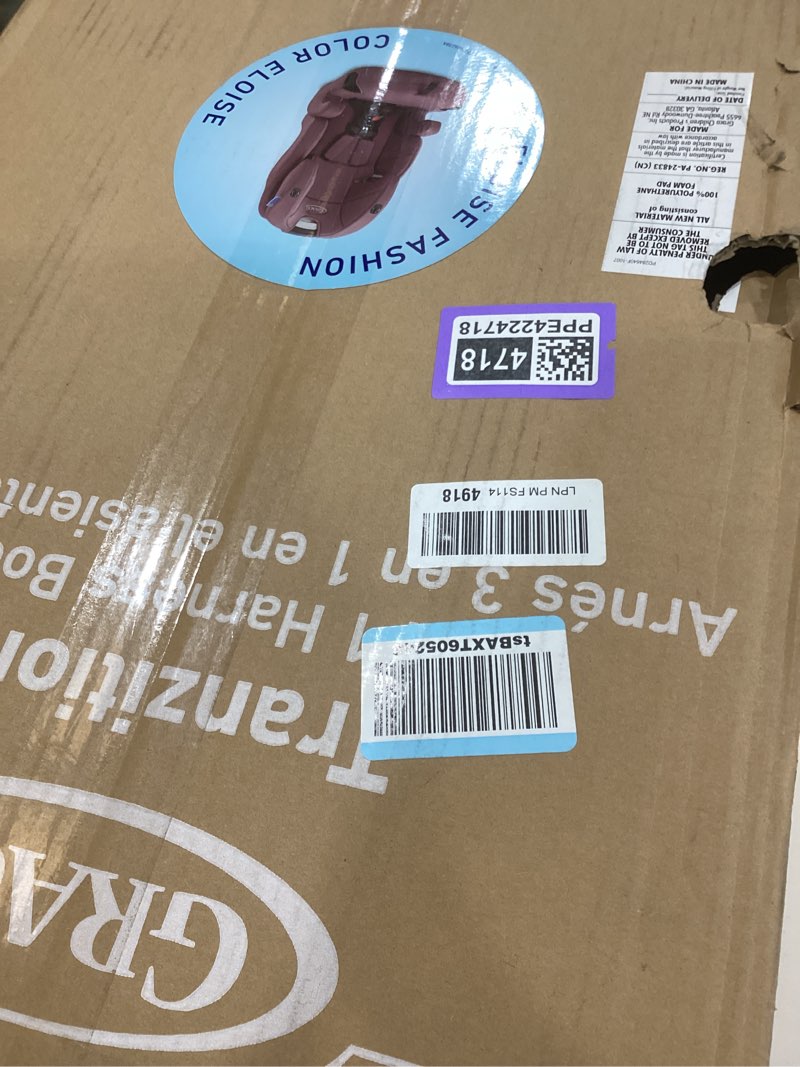 GRA
Tranzitio
1 Harness Boo
Arnés 3 en 1 en el asient
tsBAXT6052
LPN PM FS114 4918
4718
PPE4224718
ELOISE FASHION
COLOR ELOISE
UNDER PENALTY OF LAW
THIS TAG NOT TO BE
REMOVED EXCEPT BY
THE CONSUMER
ALL NEW MATERIAL
consisting of
100% POLYURETHANE
FOAM PAD
REG.NO. PA-24833 (CN)
Certification is made by the
manufacturer that the materials
in this article are described in
accordance with law
MADE FOR
Graco Children's Products Inc.
6655 Peachtree Dunwoody Rd NE
Atlanta, GA 30328
DATE OF DELIVERY
MADE IN CHINA